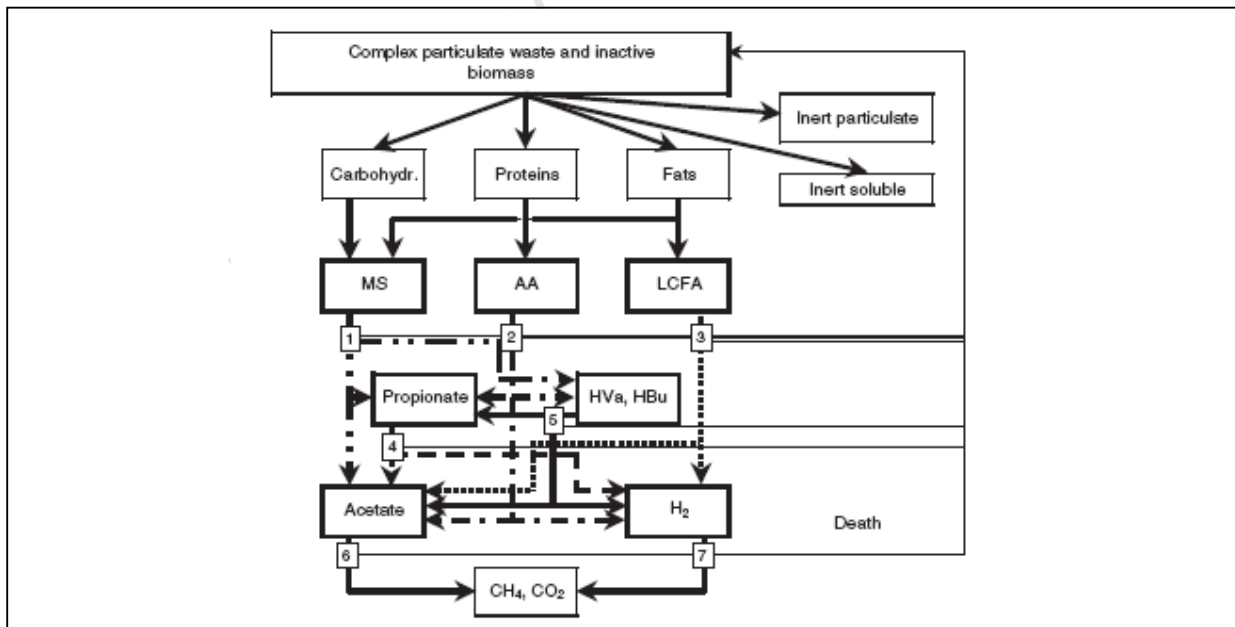 Complex particulate waste and inactive
biomass
Inert particulate
Carbohydr.
Proteins
Fats
Inert soluble
MS
AA
LCFA
1
2
3
Propionate
HVa, HBu
5
4
Acetate
H₂
Death
6
7
CH₄, CO₂